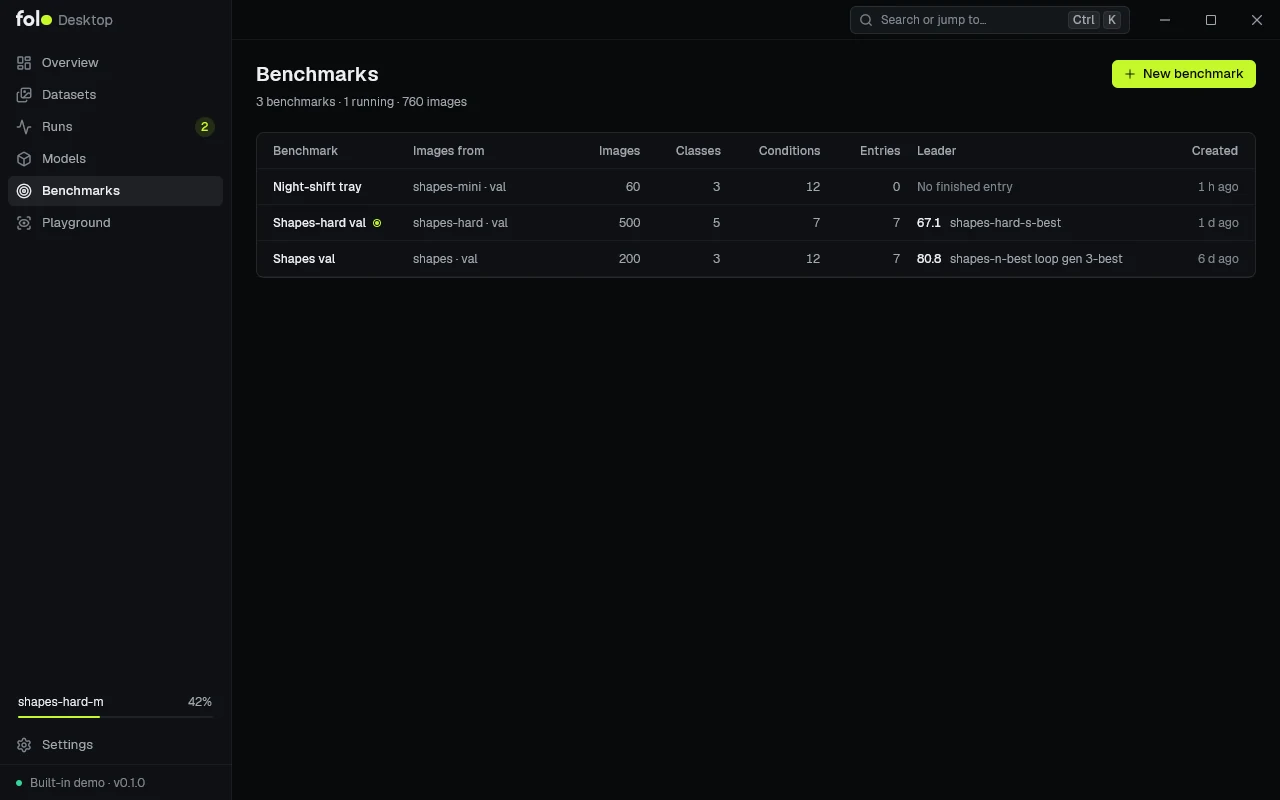 folo Desktop
Search or jump to... Ctrl K
Overview
Datasets
Runs 2
Models
Benchmarks
Playground
Benchmarks
New benchmark
3 benchmarks · 1 running · 760 images
Benchmark Images from Images Classes Conditions Entries Leader Created
Night-shift tray shapes-mini · val 60 3 12 0 No finished entry 1 h ago
Shapes-hard val shapes-hard · val 500 5 7 7 67.1 shapes-hard-s-best 1 d ago
Shapes val shapes · val 200 3 12 7 80.8 shapes-n-best loop gen 3-best 6 d ago
shapes-hard-m 42%
Settings
Built-in demo · v0.1.0